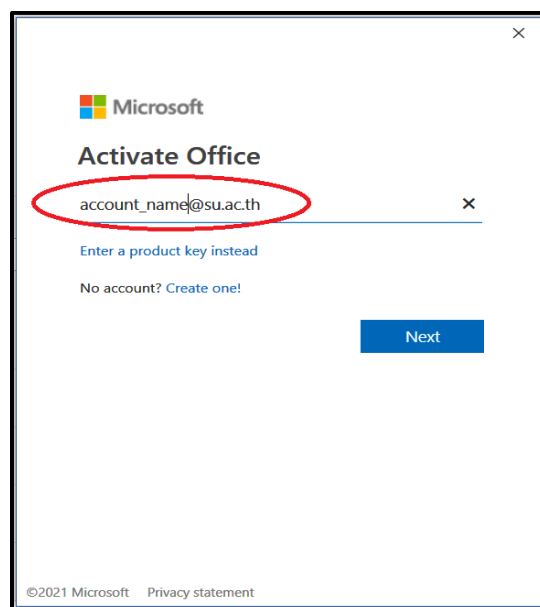 Microsoft
Activate Office
account_name@su.ac.th
Enter a product key instead
No account? Create one!
Next
©2021 Microsoft Privacy statement